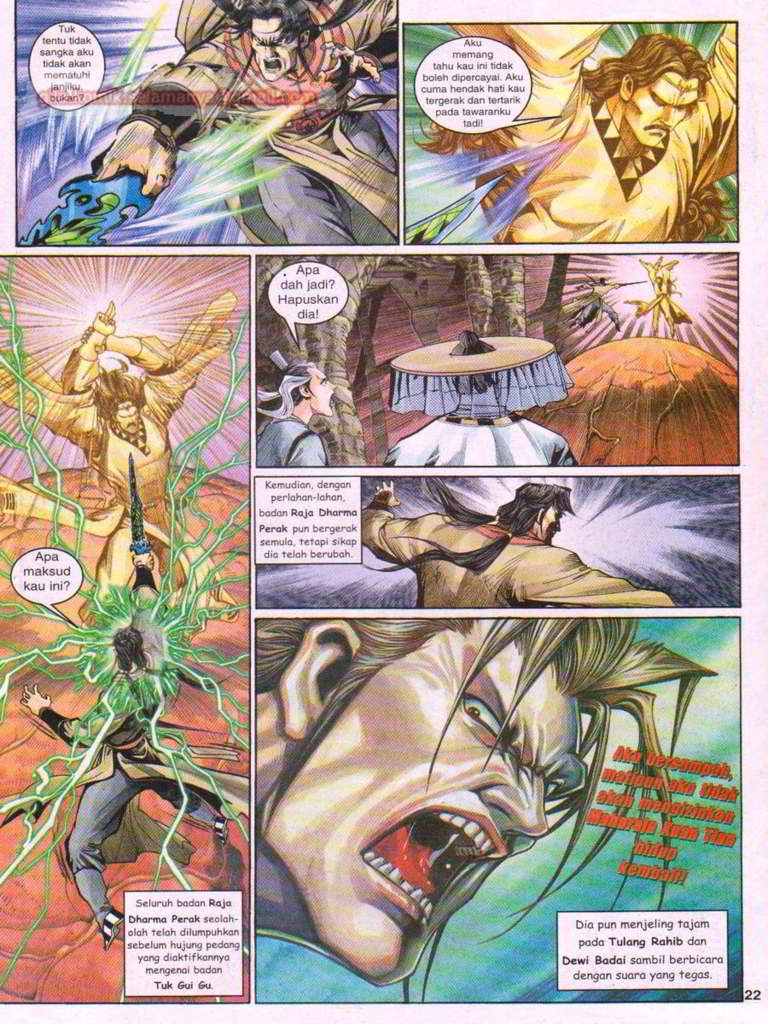 Tuk
tentu tidak
sangka aku
tidak akan
mematuhi
janjiku
bukan?
Aku
memang
tahu kau ini tidak
boleh dipercayai. Aku
cuma hendak hati kau
tergerak dan tertarik
pada tawaranku
tadi!
Apa
dah jadi?
Hapuskan
dia!
Apa
maksud
kau ini?
Seluruh badan Raja
Dharma Perak seolah-
olah telah dilumpuhkan
sebelum hujung pedang
yang diaktifkannya
mengenai badan
Tuk Gui Gu.
Kemudian, dengan
perlahan-lahan,
badan Raja Dharma
Perak pun bergerak
semula, tetapi sikap
dia telah berubah.
Aku bersumpah,
aku tidak
akan mengizinkan
Maharaja Xuan Tian
hidup
kembali!
Dia pun menjeling tajam
pada Tulang Rahib dan
Dewi Badai sambil berbicara
dengan suara yang tegas.
22